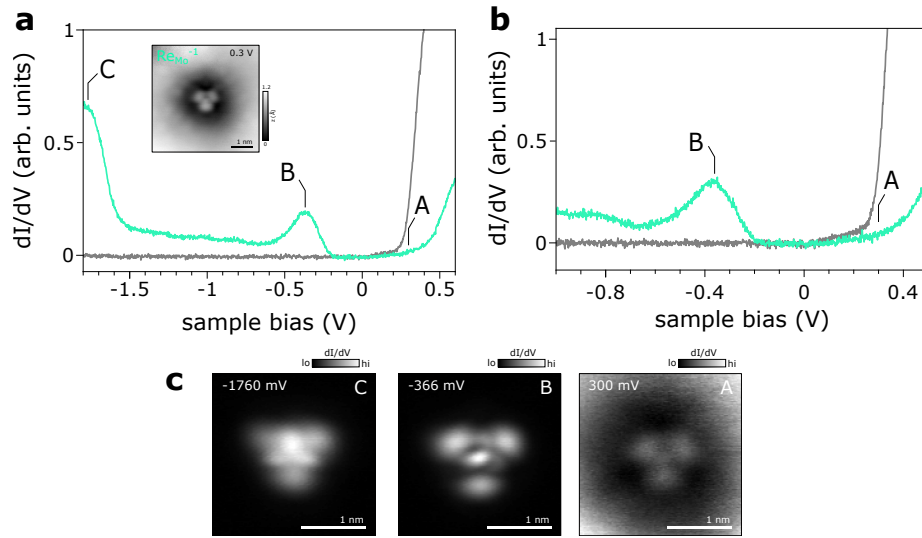 a
1
0.5
0
dI/dV (arb. units)
C
B
A
Re_Mo^-1
0.3 V
1.2
z (Å)
0
1 nm
-1.5
-1
-0.5
0
0.5
sample bias (V)
b
1
0.5
0
dI/dV (arb. units)
B
A
-0.8
-0.4
0
0.4
sample bias (V)
c
dI/dV
lo
hi
-1760 mV
C
1 nm
dI/dV
lo
hi
-366 mV
B
1 nm
dI/dV
lo
hi
300 mV
A
1 nm